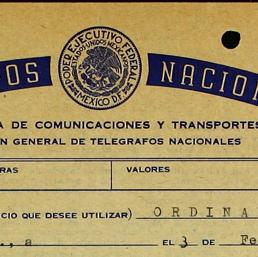 OS NACION
PODER EJECUTIVO FEDERAL
ESTADOS UNIDOS MEXICANOS
MEXICO D.F.
A DE COMUNICACIONES Y TRANSPORTES
N GENERAL DE TELEGRAFOS NACIONALES
RAS VALORES
CIO QUE DESEE UTILIZAR) ORDINA
., a EL 3 DE Fe